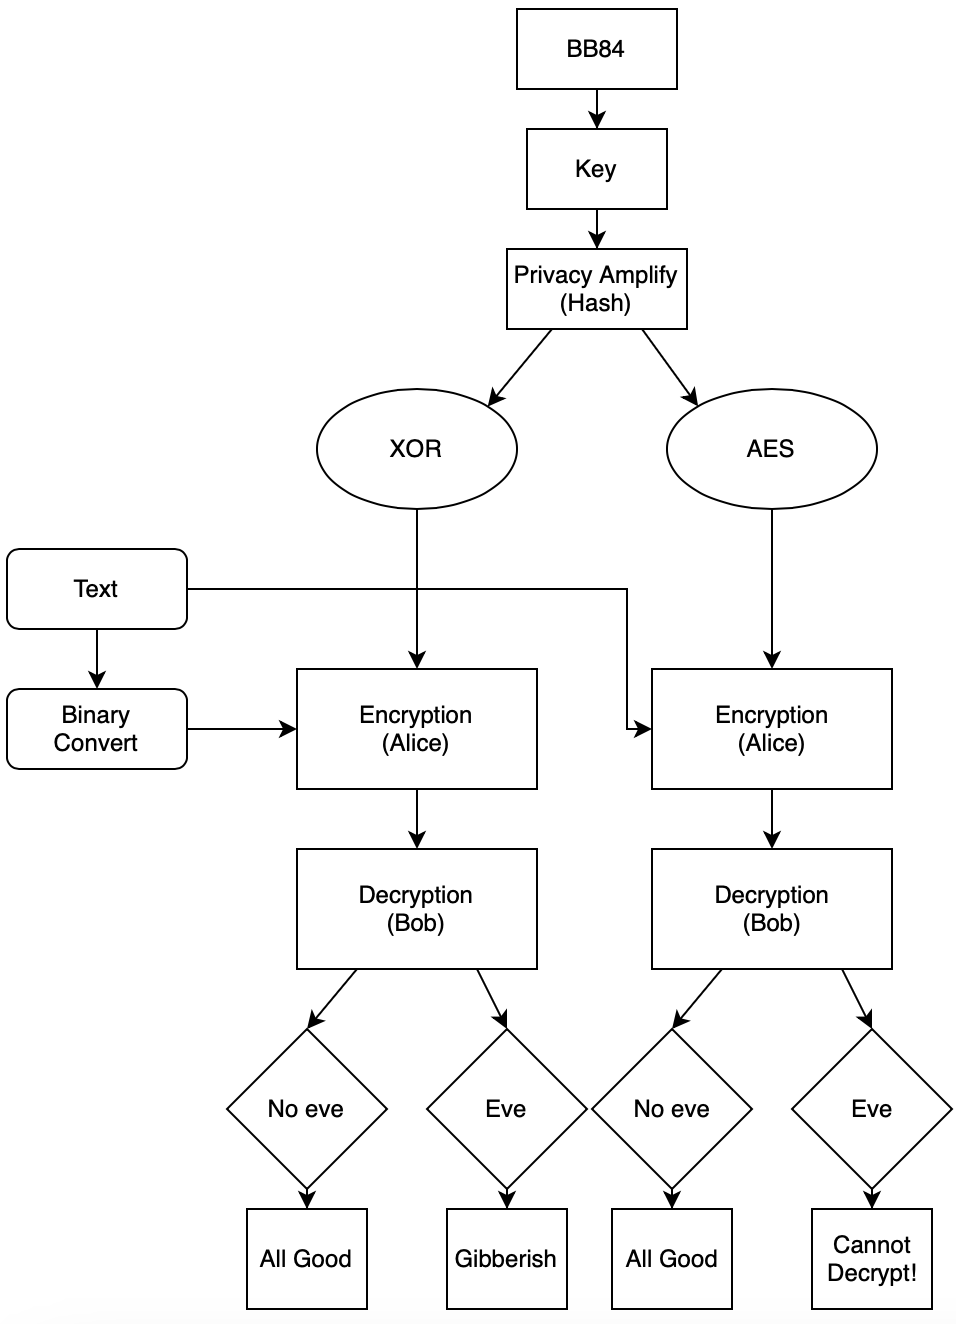 BB84
Key
Privacy Amplify
(Hash)
XOR
AES
Text
Binary
Convert
Encryption
(Alice)
Encryption
(Alice)
Decryption
(Bob)
Decryption
(Bob)
No eve
Eve
No eve
Eve
All Good
Gibberish
All Good
Cannot
Decrypt!